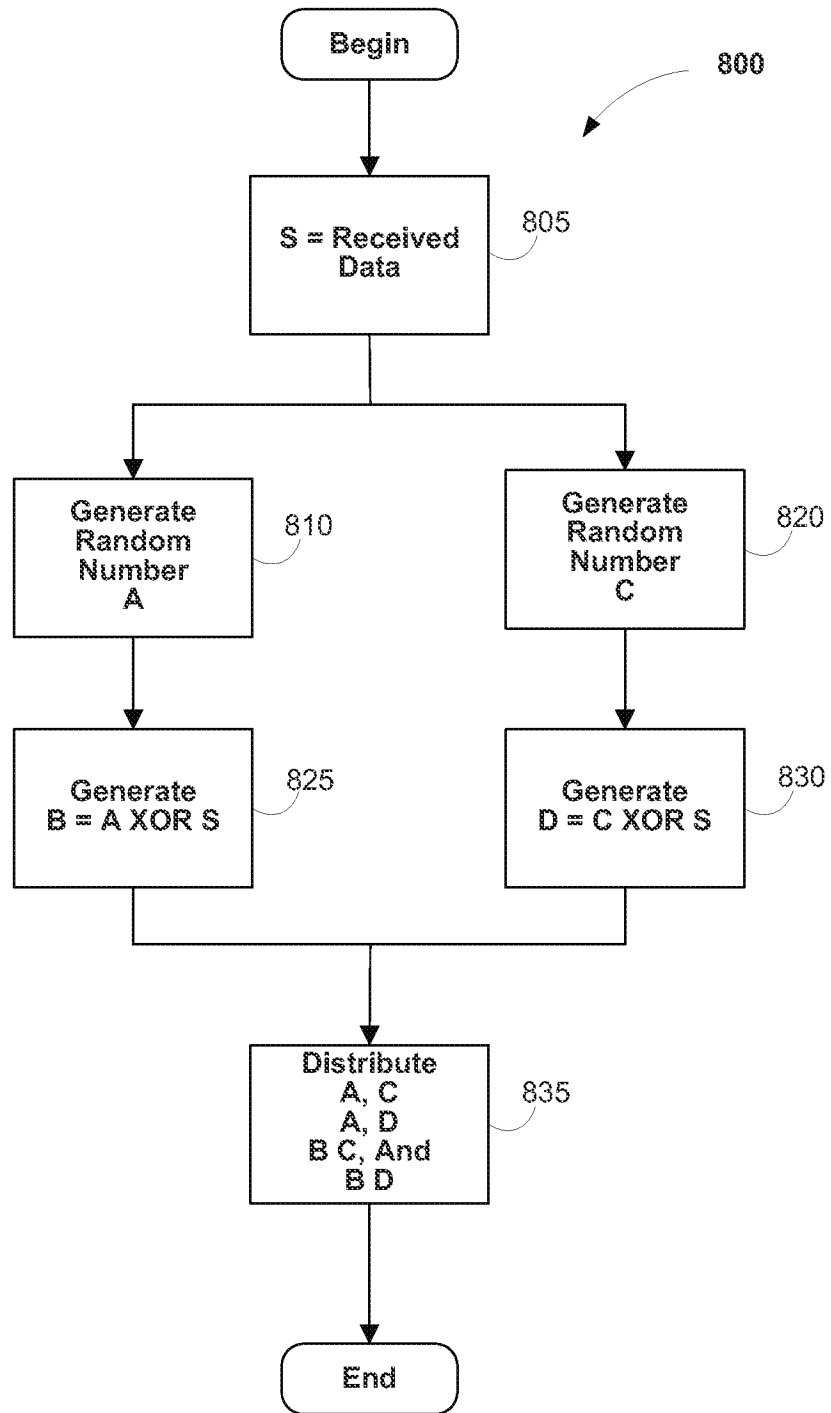 Begin
800
S = Received
Data
805
Generate
Random
Number
A
810
Generate
Random
Number
C
820
Generate
B = A XOR S
825
Generate
D = C XOR S
830
Distribute
A, C
A, D
B C, And
B D
835
End